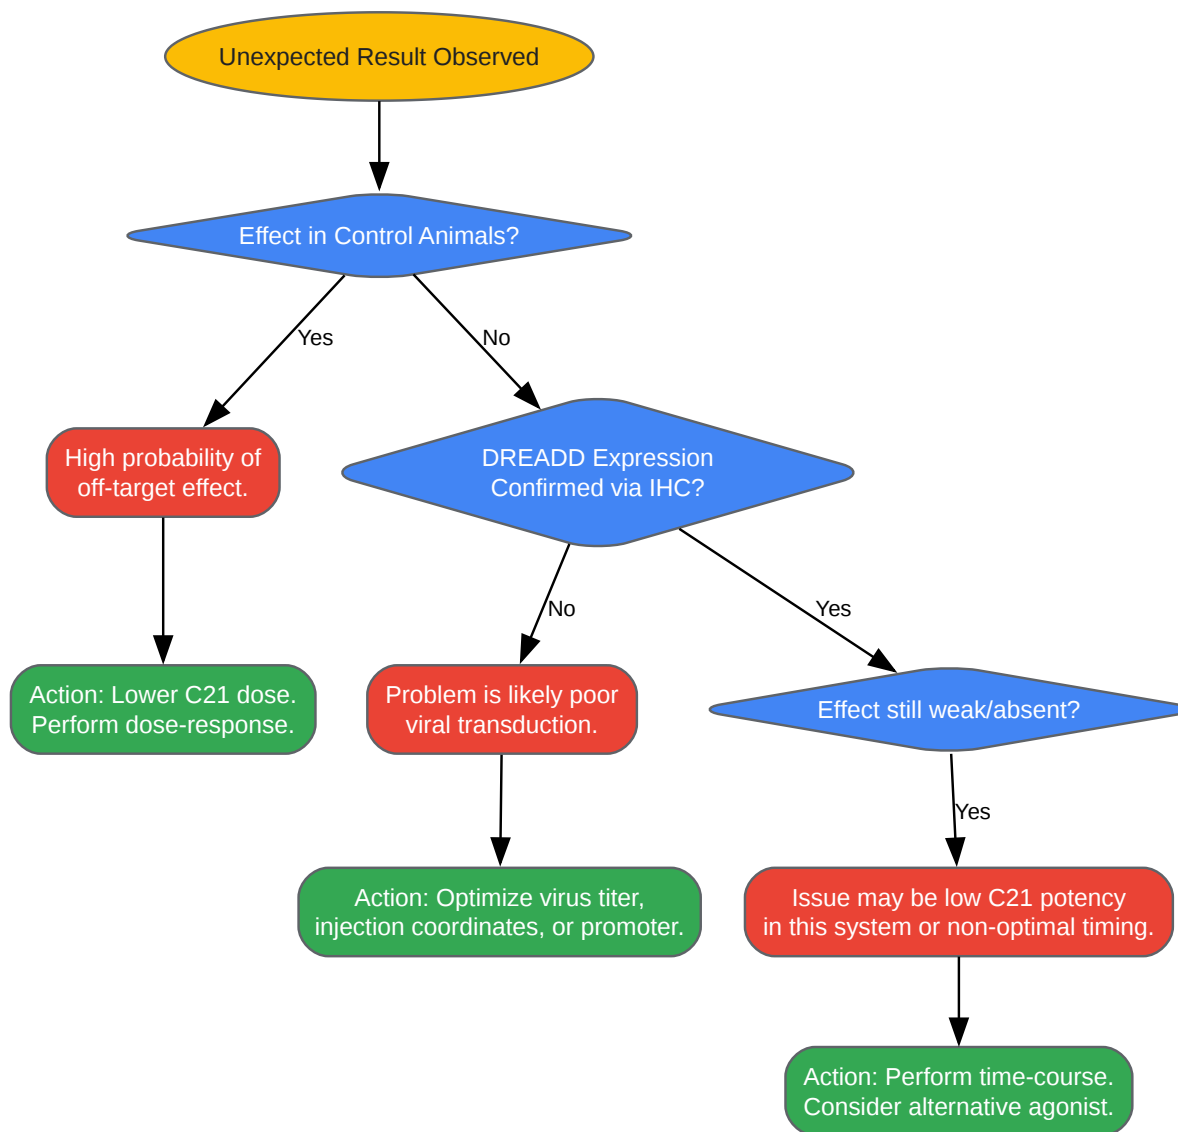 Unexpected Result Observed
Effect in Control Animals?
Yes
No
High probability of
off-target effect.
DREADD Expression
Confirmed via IHC?
No
Yes
Action: Lower C21 dose.
Perform dose-response.
Problem is likely poor
viral transduction.
Effect still weak/absent?
Yes
Action: Optimize virus titer,
injection coordinates, or promoter.
Issue may be low C21 potency
in this system or non-optimal timing.
Action: Perform time-course.
Consider alternative agonist.